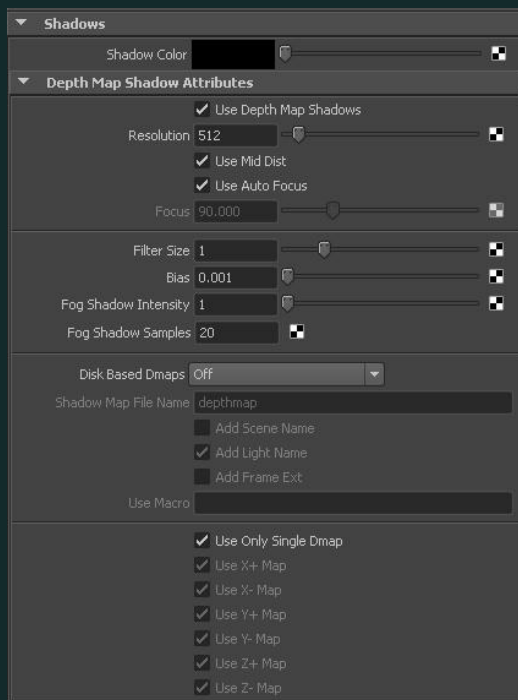 Shadows
Shadow Color
Depth Map Shadow Attributes
Use Depth Map Shadows
Resolution 512
Use Mid Dist
Use Auto Focus
Focus 90.000
Filter Size 1
Bias 0.001
Fog Shadow Intensity 1
Fog Shadow Samples 20
Disk Based Dmaps Off
Shadow Map File Name depthmap
Add Scene Name
Add Light Name
Add Frame Ext
Use Macro
Use Only Single Dmap
Use X+ Map
Use X- Map
Use Y+ Map
Use Y- Map
Use Z+ Map
Use Z- Map